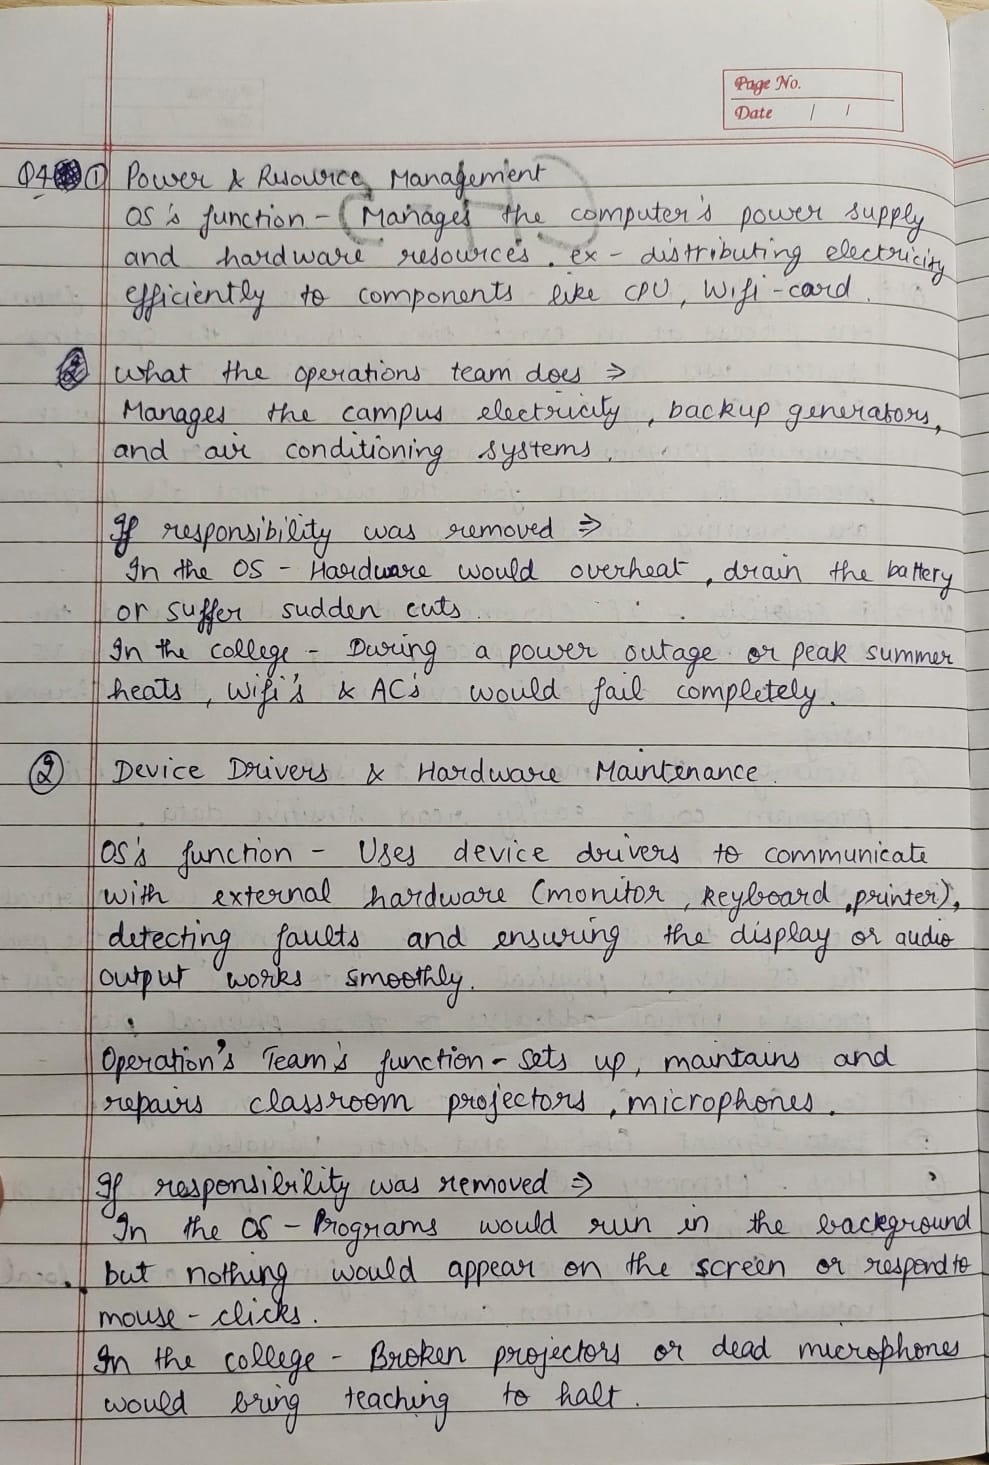 Page No.
Date / /
Q4 ① Power & Resource Management
OS's function - (Manages the computer's power supply
and hardware resources. ex - distributing electricity
efficiently to components like CPU, Wifi-card.
What the operations team does ⇒
Manages the campus electricity, backup generators,
and air conditioning systems.
If responsibility was removed ⇒
In the OS - Hardware would overheat, drain the battery
or suffer sudden cuts.
In the college - During a power outage or peak summer
heats, Wifi's & AC's would fail completely.
② Device Drivers & Hardware Maintenance.
OS's function - Uses device drivers to communicate
with external hardware (monitor, keyboard, printer),
detecting faults and ensuring the display or audio
output works smoothly.
Operation's Team's function - Sets up, maintains and
repairs classroom projectors, microphones.
If responsibility was removed ⇒
In the OS - Programs would run in the background
but nothing would appear on the screen or respond to
mouse-clicks.
In the college - Broken projectors or dead microphones
would bring teaching to halt.